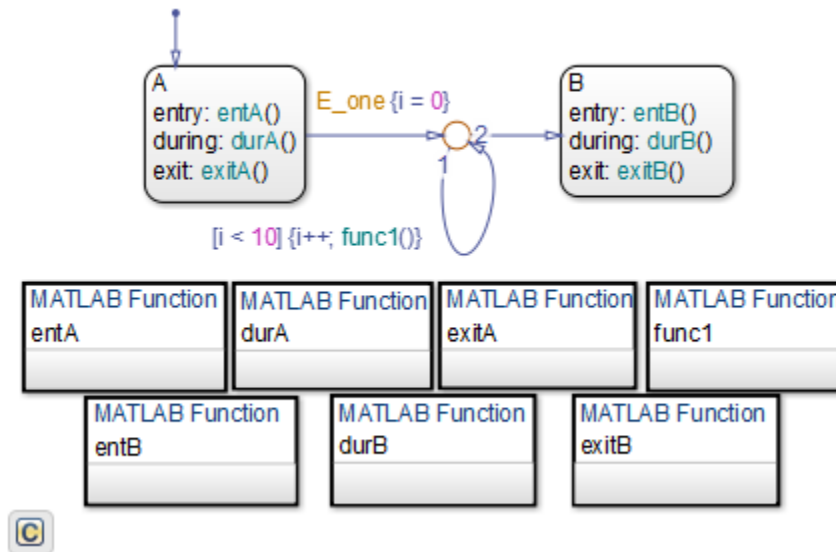 A
entry: entA()
during: durA()
exit: exitA()
E_one {i = 0}
2
1
[i < 10] {i++; func1()}
B
entry: entB()
during: durB()
exit: exitB()
MATLAB Function
entA
MATLAB Function
durA
MATLAB Function
exitA
MATLAB Function
func1
MATLAB Function
entB
MATLAB Function
durB
MATLAB Function
exitB
C